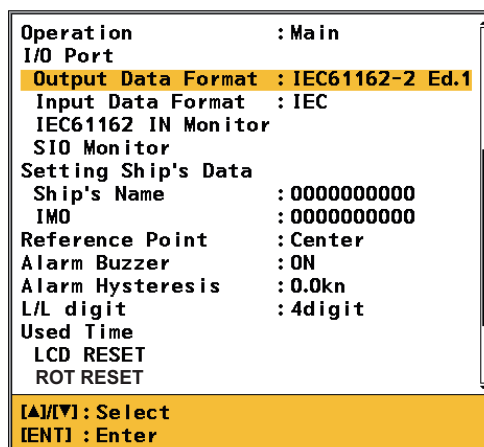 Operation : Main
I/O Port
Output Data Format : IEC61162-2 Ed.1
Input Data Format : IEC
IEC61162 IN Monitor
SIO Monitor
Setting Ship's Data
Ship's Name : 0000000000
IMO : 0000000000
Reference Point : Center
Alarm Buzzer : ON
Alarm Hysteresis : 0.0kn
L/L digit : 4digit
Used Time
LCD RESET
ROT RESET
[▲]/[▼] : Select
[ENT] : Enter